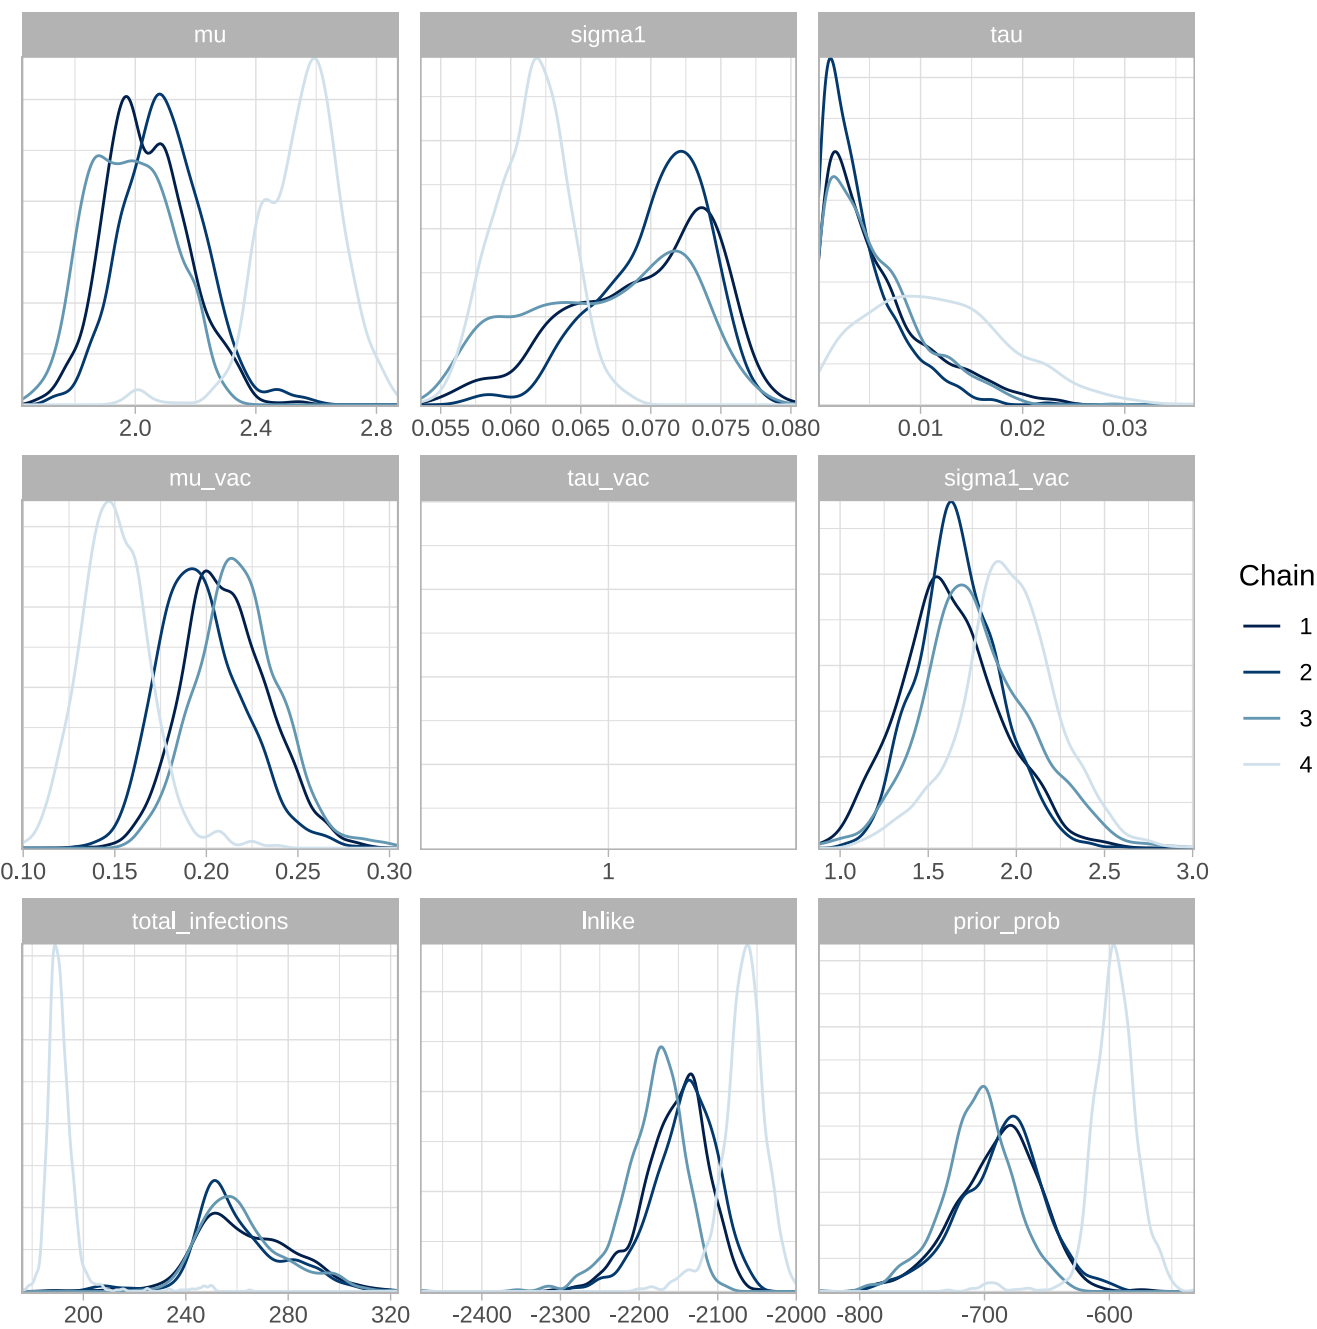 mu sigma1 tau
2.0 2.4 2.8 0.055 0.060 0.065 0.070 0.075 0.080 0.01 0.02 0.03
mu_vac tau_vac sigma1_vac
0.10 0.15 0.20 0.25 0.30 1 1.0 1.5 2.0 2.5 3.0
Chain
1
2
3
4
total_infections lnlike prior_prob
200 240 280 320 -2400 -2300 -2200 -2100 -2000 -800 -700 -600